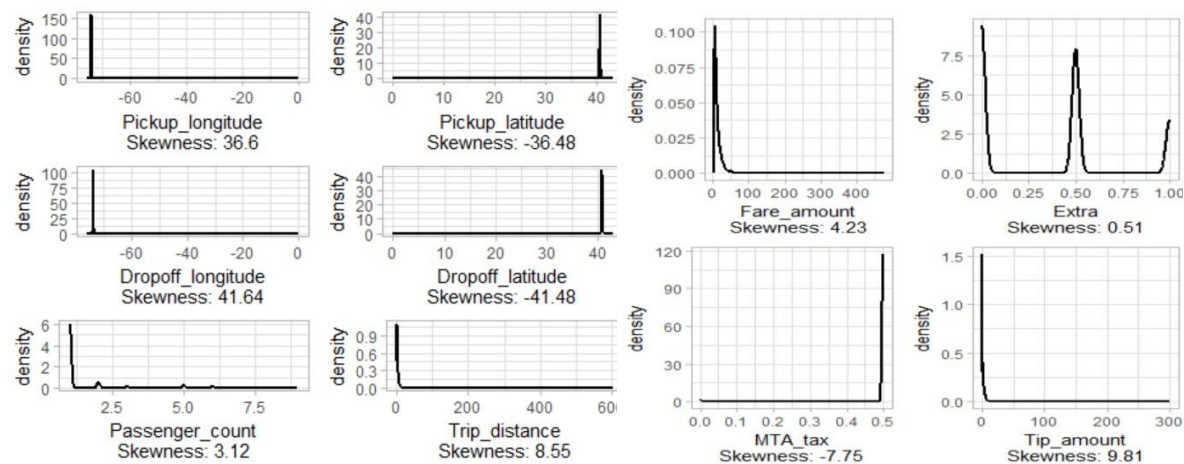 density
150
100
50
0
-60
-40
-20
0
Pickup_longitude
Skewness: 36.6
density
40
30
20
10
0
0
10
20
30
40
Pickup_latitude
Skewness: -36.48
density
100
75
50
25
0
-60
-40
-20
0
Dropoff_longitude
Skewness: 41.64
density
40
30
20
10
0
0
10
20
30
40
Dropoff_latitude
Skewness: -41.48
density
6
4
2
0
2.5
5.0
7.5
Passenger_count
Skewness: 3.12
density
0.9
0.6
0.3
0.0
0
200
400
Trip_distance
Skewness: 8.55
density
0.100
0.075
0.050
0.025
0.000
0
100
200
300
400
Fare_amount
Skewness: 4.23
density
7.5
5.0
2.5
0.0
0.00
0.25
0.50
0.75
1.00
Extra
Skewness: 0.51
density
120
90
60
30
0
0.0
0.1
0.2
0.3
0.4
0.5
MTA_tax
Skewness: -7.75
density
1.5
1.0
0.5
0.0
0
100
200
300
Tip_amount
Skewness: 9.81